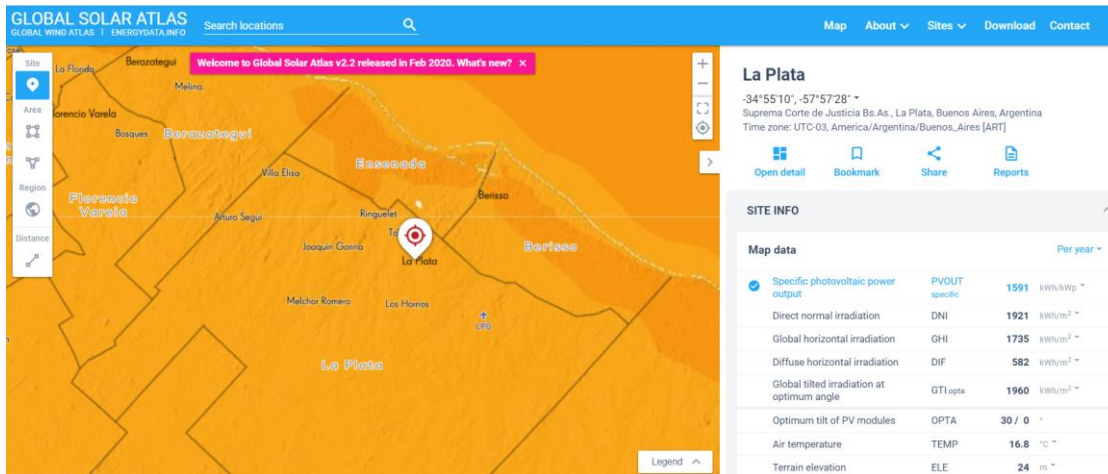 GLOBAL SOLAR ATLAS
GLOBAL WIND ATLAS | ENERGYDATA.INFO
Search locations
Map About Sites Download Contact
Welcome to Global Solar Atlas v2.2 released in Feb 2020. What's new? ×
Site
Area
Region
Distance
La Florida
Berazategui
Melina
Florencio Varela
Bosques
Berazategui
Ensenada
Villa Elisa
Berisso
Florencio
Varela
Arturo Segui
Ringuelet
To
Joaquin Gorina
La Plata
Berisso
Melchor Romero
Los Hornos
LPG
La Plata
Legend
La Plata
-34°55'10", -57°57'28"
Suprema Corte de Justicia Bs.As., La Plata, Buenos Aires, Argentina
Time zone: UTC-03, America/Argentina/Buenos_Aires [ART]
Open detail Bookmark Share Reports
SITE INFO
Map data Per year
Specific photovoltaic power output PVOUT specific 1591 kWh/kWp
Direct normal irradiation DNI 1921 kWh/m²
Global horizontal irradiation GHI 1735 kWh/m²
Diffuse horizontal irradiation DIF 582 kWh/m²
Global tilted irradiation at optimum angle GTI opta 1960 kWh/m²
Optimum tilt of PV modules OPTA 30 / 0 °
Air temperature TEMP 16.8 °C
Terrain elevation ELE 24 m